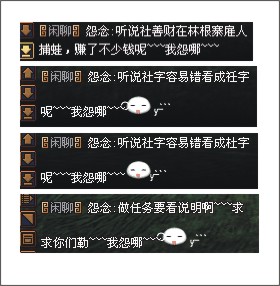 〖闲聊〗怨念:听说社善财在林根寨雇人
捕蛙，赚了不少钱呢~~~我怨哪~~~
〖闲聊〗怨念:听说社字容易错看成任字
呢~~~我怨哪~~~
〖闲聊〗怨念:听说社字容易错看成杜字
呢~~~我怨哪~~~
〖闲聊〗怨念:做任务要看说明啊~~~求
求你们勒~~~我怨哪~~~